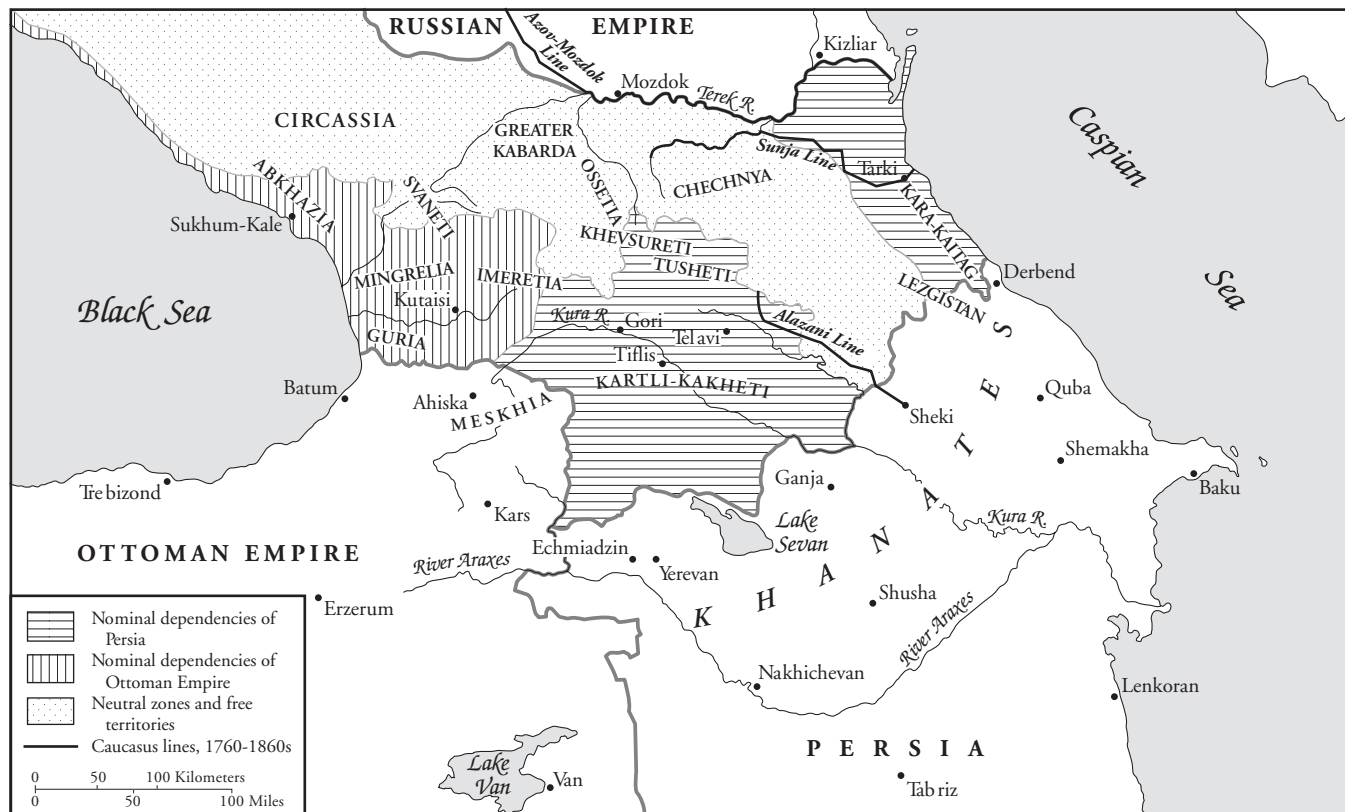 RUSSIAN EMPIRE
Azov-Mozdok
Line
Kizliar
Mozdok
Terek R.
CIRCASSIA
GREATER
KABARDA
Caspian
Sea
Sunja Line
Tarki
ABKHAZIA
SVANETI
OSSETIA
CHECHNYA
KARA-KAITAG
Sukhum-Kale
KHEVSURETI
TUSHETI
MINGRELIA
IMERETIA
LEZGISTAN
Derbend
Black Sea
Kutaisi
Kura R.
Gori
Telavi
Alazani Line
GURIA
Tiflis
KARTLI-KAKHETI
Batum
Ahiska
MESKHIA
Sheki
Quba
Shemakha
Baku
Trebizond
Kars
Ganja
Lake
Sevan
Kura R.
OTTOMAN EMPIRE
River Araxes
Echmiadzin
Yerevan
KHANATES
Shusha
River Araxes
Erzerum
Nakhichevan
Lenkoran
PERSIA
Tabriz
Lake
Van
Van
Nominal dependencies of
Persia
Nominal dependencies of
Ottoman Empire
Neutral zones and free
territories
Caucasus lines, 1760-1860s
0 50 100 Kilometers
0 50 100 Miles